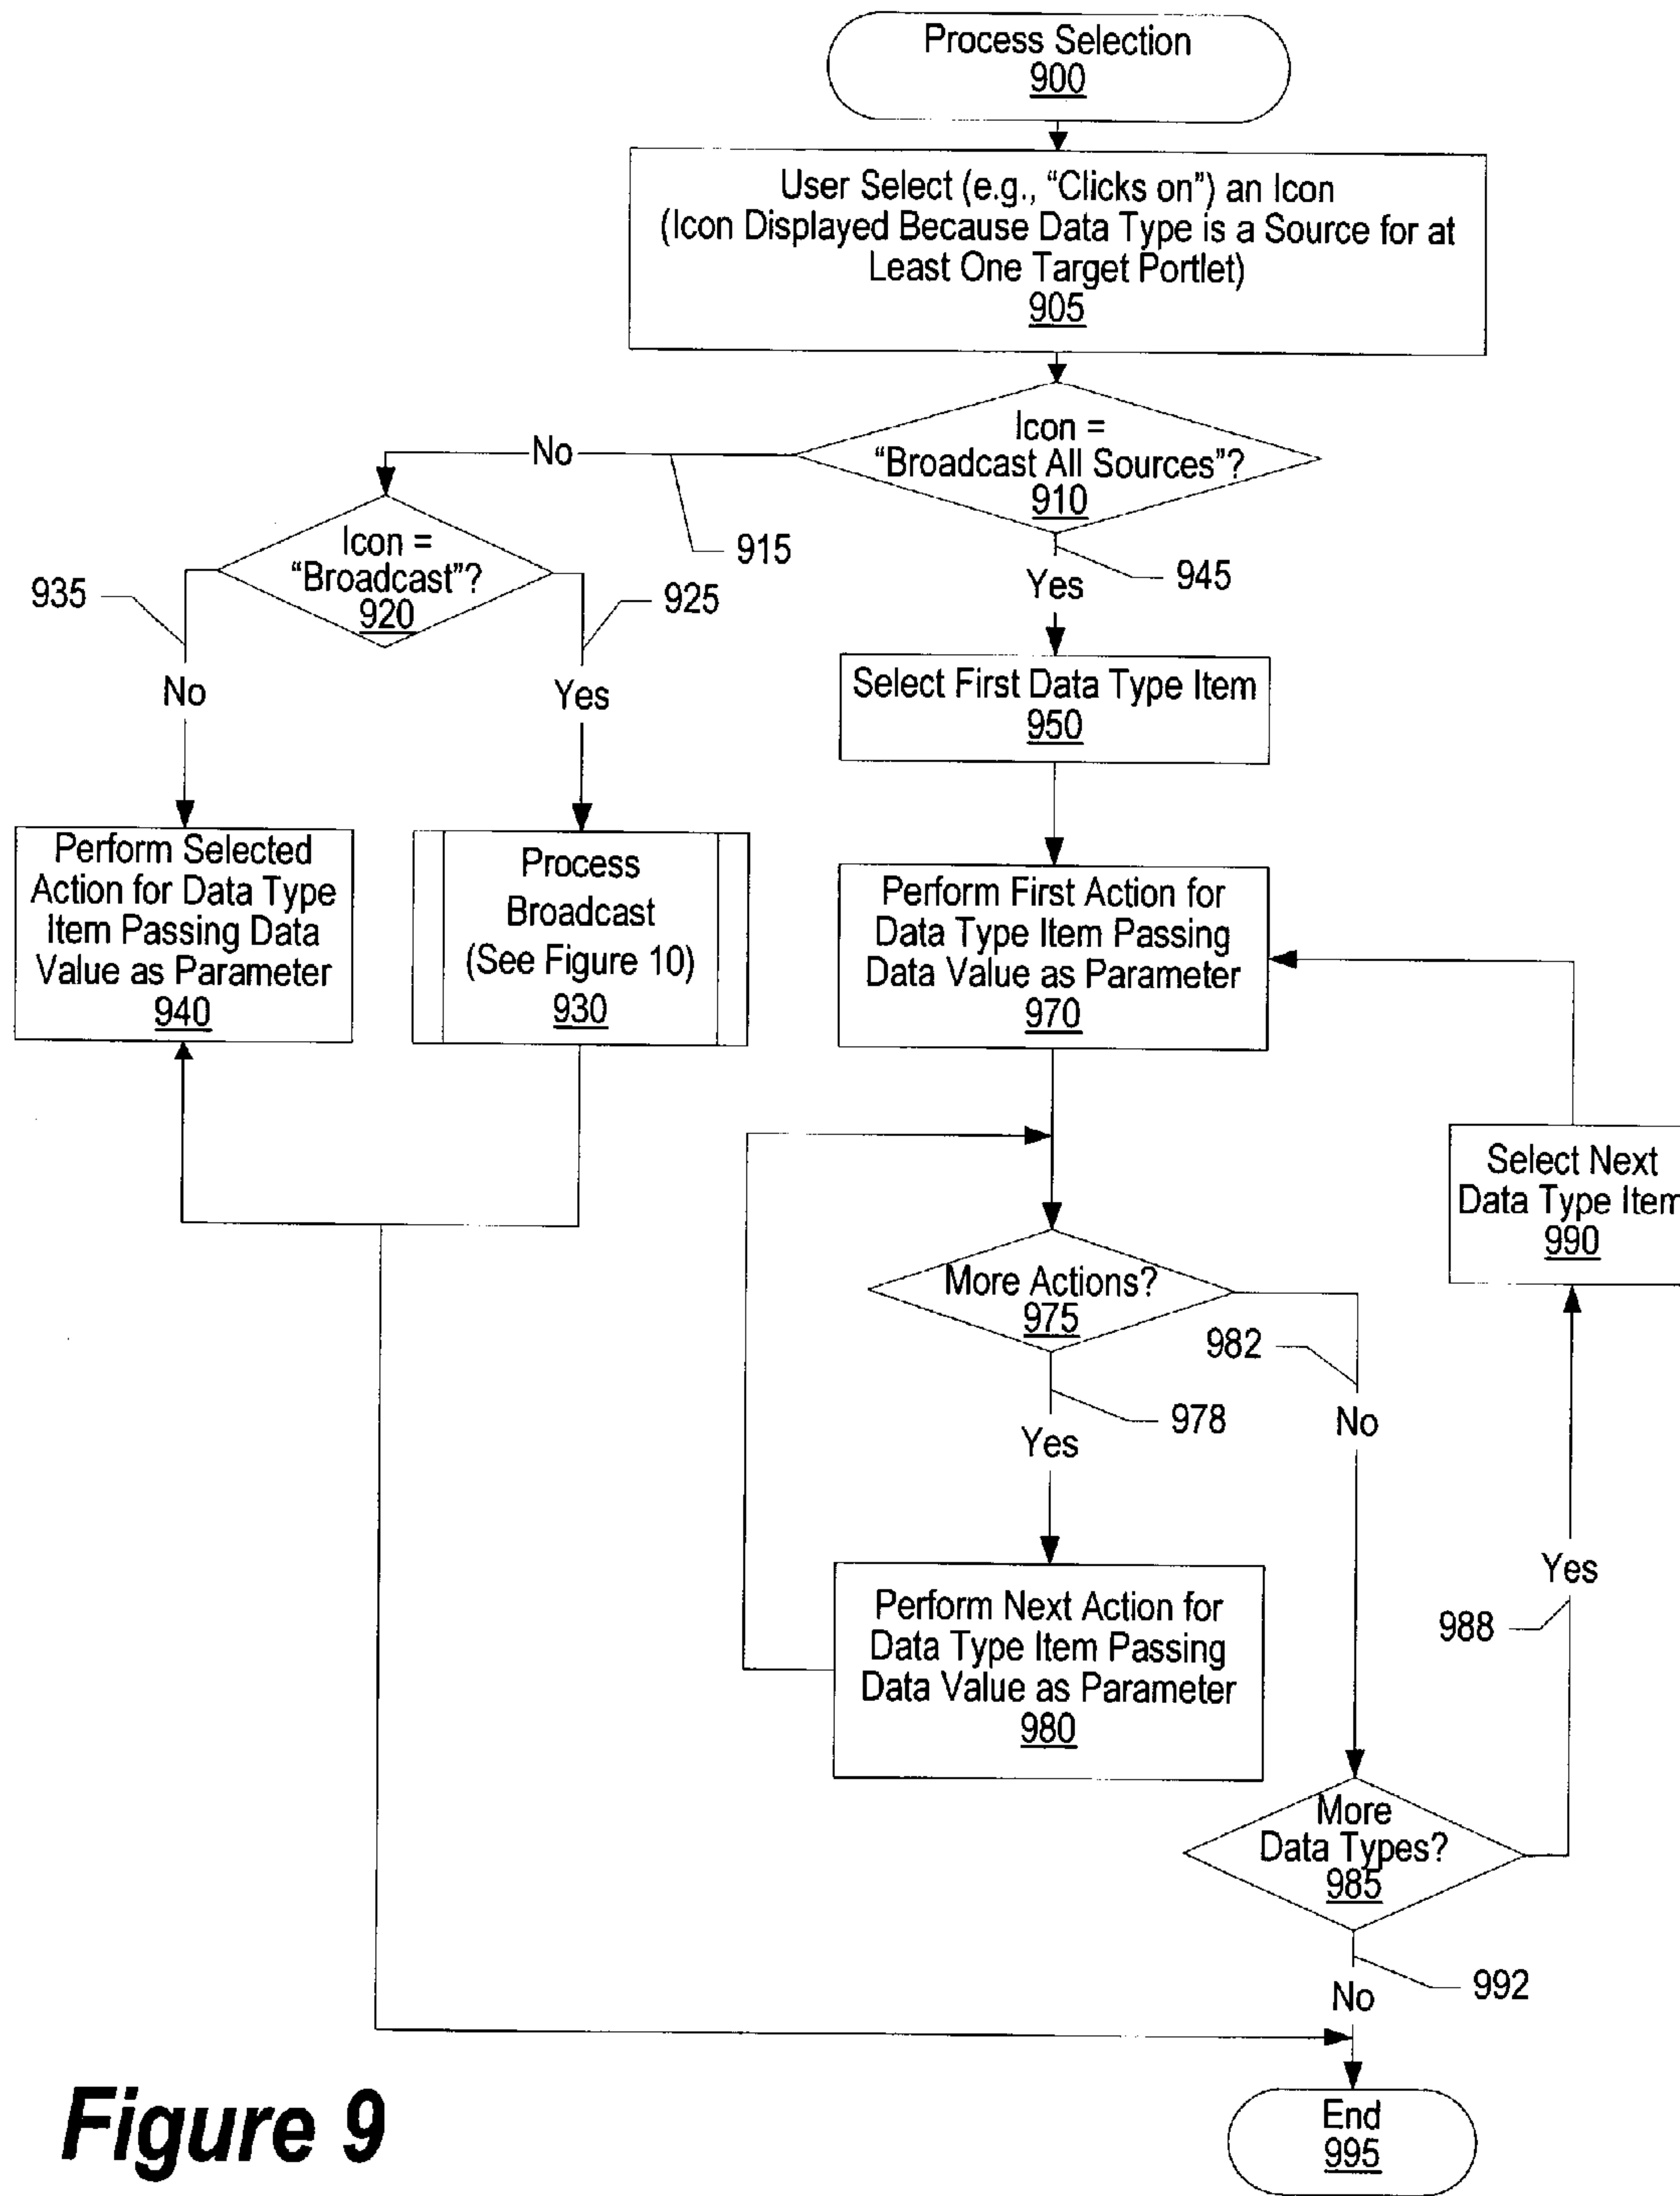 Process Selection
900
User Select (e.g., “Clicks on”) an Icon
(Icon Displayed Because Data Type is a Source for at
Least One Target Portlet)
905
Icon =
“Broadcast All Sources”?
910
No
915
945
Yes
Icon =
“Broadcast”?
920
935
925
No
Yes
Select First Data Type Item
950
Perform Selected
Action for Data Type
Item Passing Data
Value as Parameter
940
Process
Broadcast
(See Figure 10)
930
Perform First Action for
Data Type Item Passing
Data Value as Parameter
970
Select Next
Data Type Item
990
More Actions?
975
982
978
No
Yes
Yes
988
Perform Next Action for
Data Type Item Passing
Data Value as Parameter
980
More
Data Types?
985
992
No
End
995
Figure 9